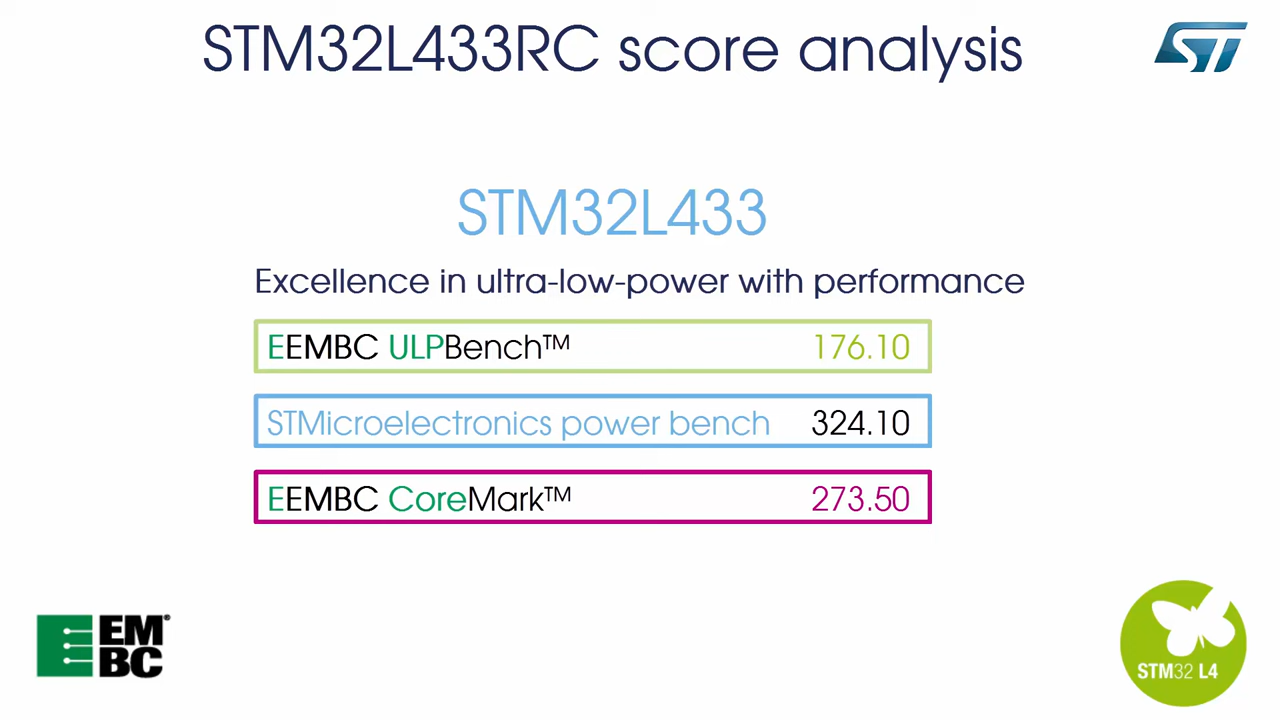 STM32L433RC score analysis
ST
STM32L433
Excellence in ultra-low-power with performance
EEMBC ULPBench™ 176.10
STMicroelectronics power bench 324.10
EEMBC CoreMark™ 273.50
E EM
BC®
STM32 L4